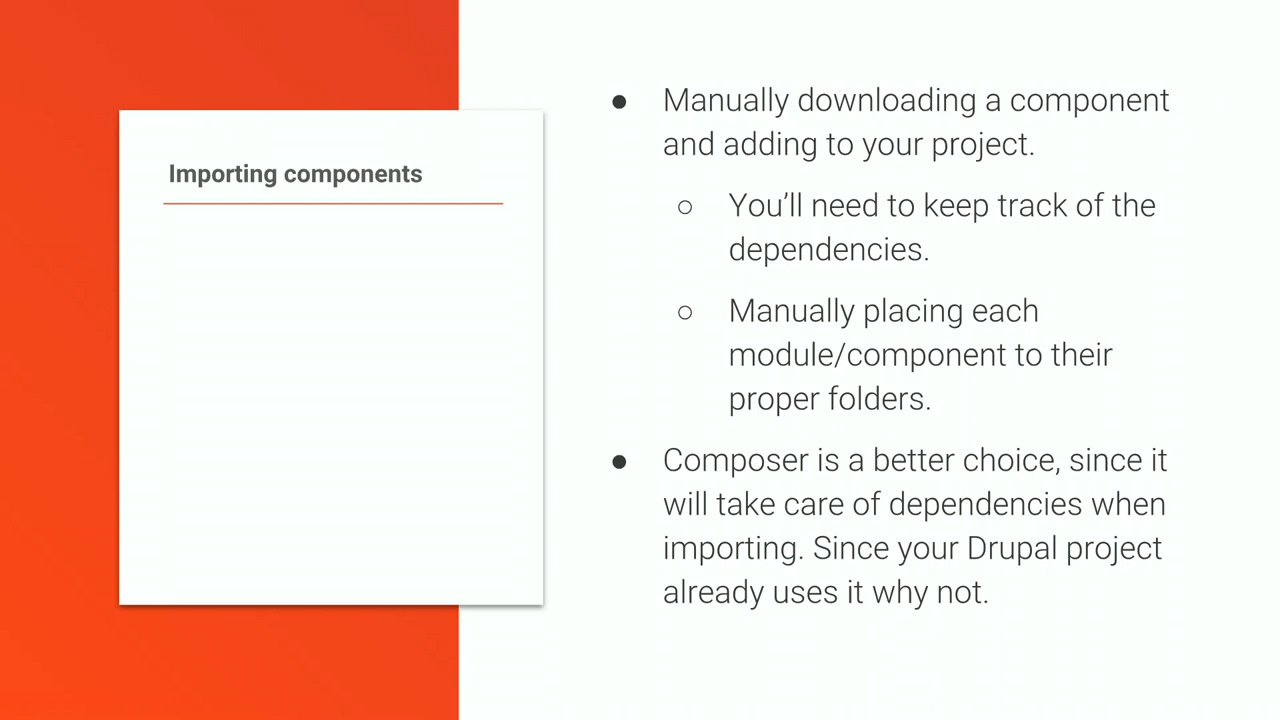 Importing components
● Manually downloading a component
and adding to your project.
○ You’ll need to keep track of the
dependencies.
○ Manually placing each
module/component to their
proper folders.
● Composer is a better choice, since it
will take care of dependencies when
importing. Since your Drupal project
already uses it why not.